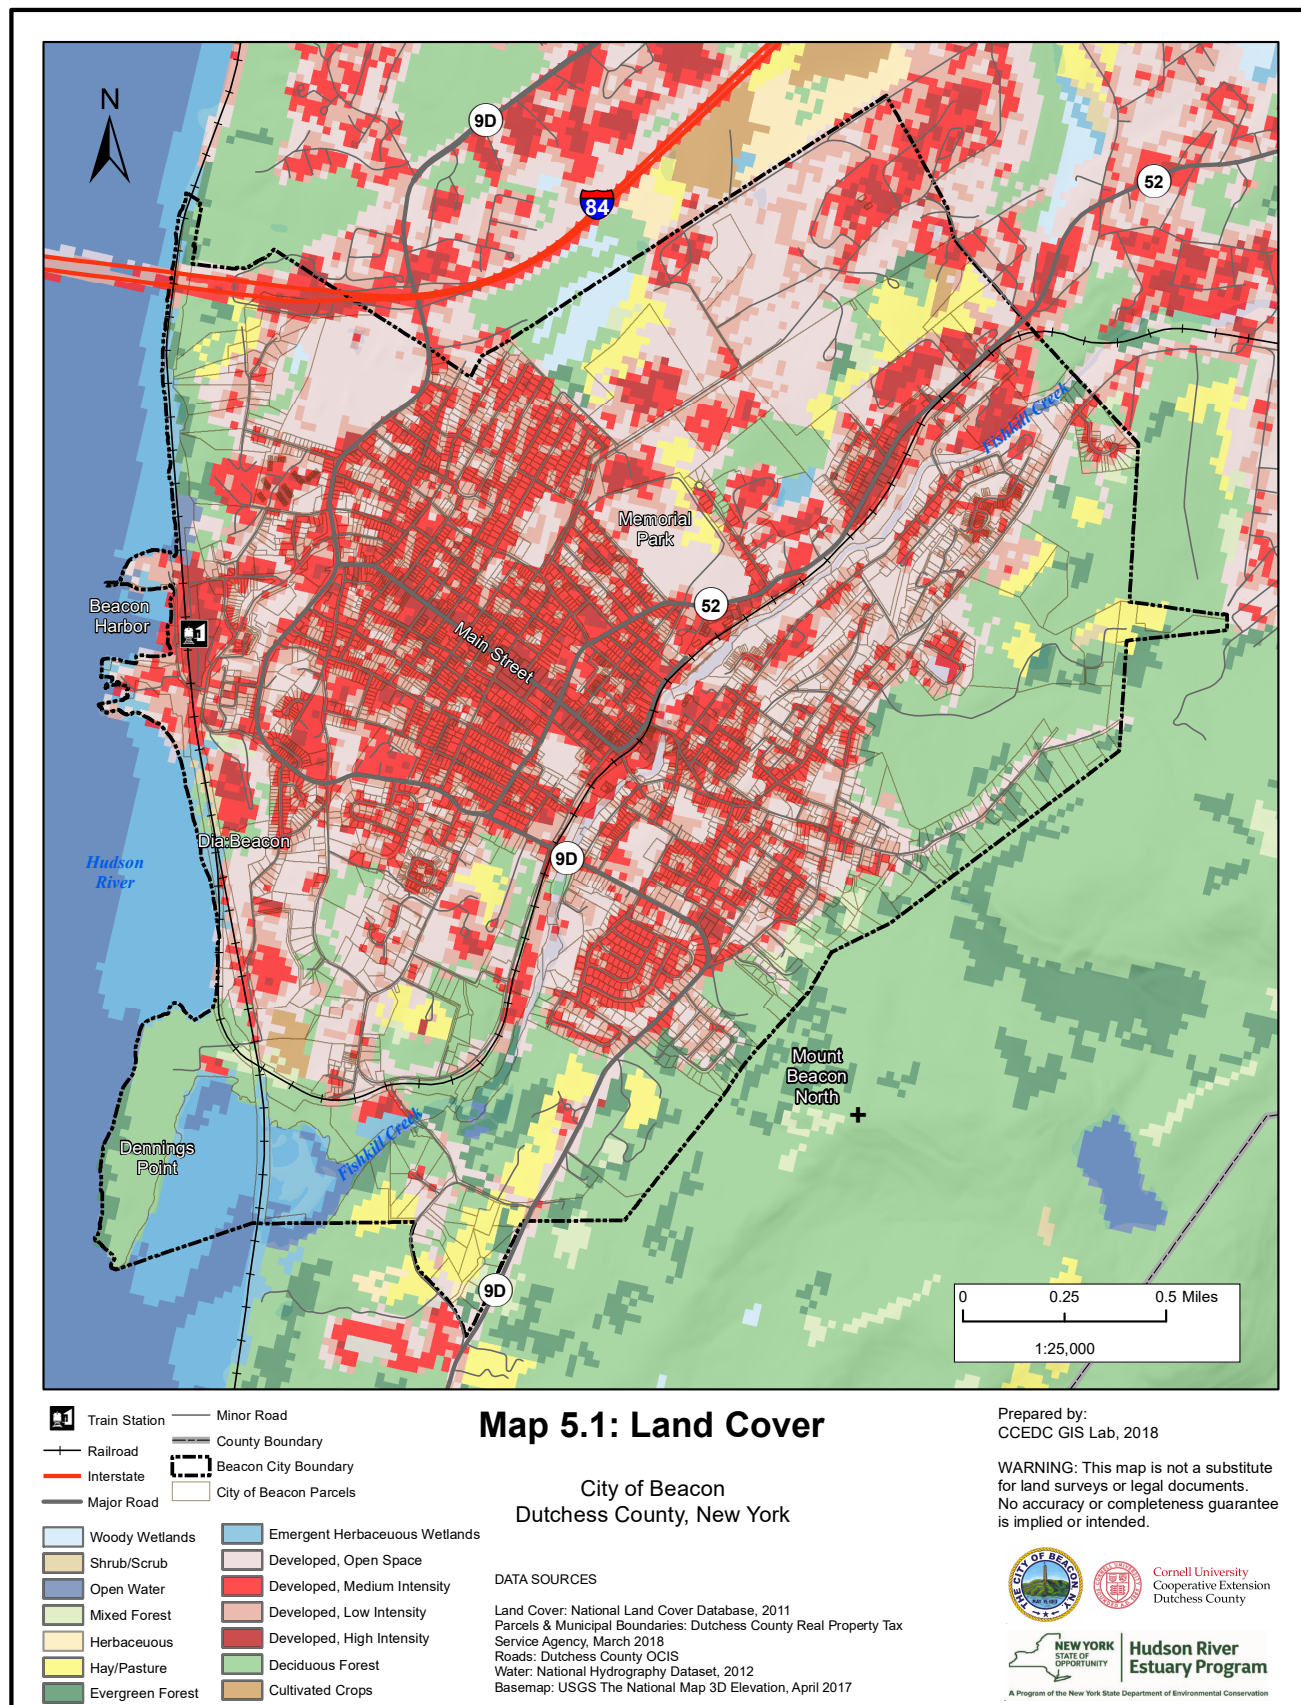 N
9D
84
52
Fishkill Creek
Memorial
Park
52
Beacon
Harbor
Main Street
Dia:Beacon
Hudson
River
9D
Mount
Beacon
North
Dennings
Point
Fishkill Creek
9D
0 0.25 0.5 Miles
1:25,000
Train Station
Railroad
Interstate
Major Road
Minor Road
County Boundary
Beacon City Boundary
City of Beacon Parcels
Woody Wetlands
Shrub/Scrub
Open Water
Mixed Forest
Herbaceuous
Hay/Pasture
Evergreen Forest
Emergent Herbaceuous Wetlands
Developed, Open Space
Developed, Medium Intensity
Developed, Low Intensity
Developed, High Intensity
Deciduous Forest
Cultivated Crops
Map 5.1: Land Cover
City of Beacon
Dutchess County, New York
DATA SOURCES
Land Cover: National Land Cover Database, 2011
Parcels & Municipal Boundaries: Dutchess County Real Property Tax
Service Agency, March 2018
Roads: Dutchess County OCIS
Water: National Hydrography Dataset, 2012
Basemap: USGS The National Map 3D Elevation, April 2017
Prepared by:
CCEDC GIS Lab, 2018
WARNING: This map is not a substitute
for land surveys or legal documents.
No accuracy or completeness guarantee
is implied or intended.
THE CITY OF BEACON, N.Y.
Cornell University
Cooperative Extension
Dutchess County
NEW YORK
STATE OF
OPPORTUNITY
Hudson River
Estuary Program
A Program of the New York State Department of Environmental Conservation